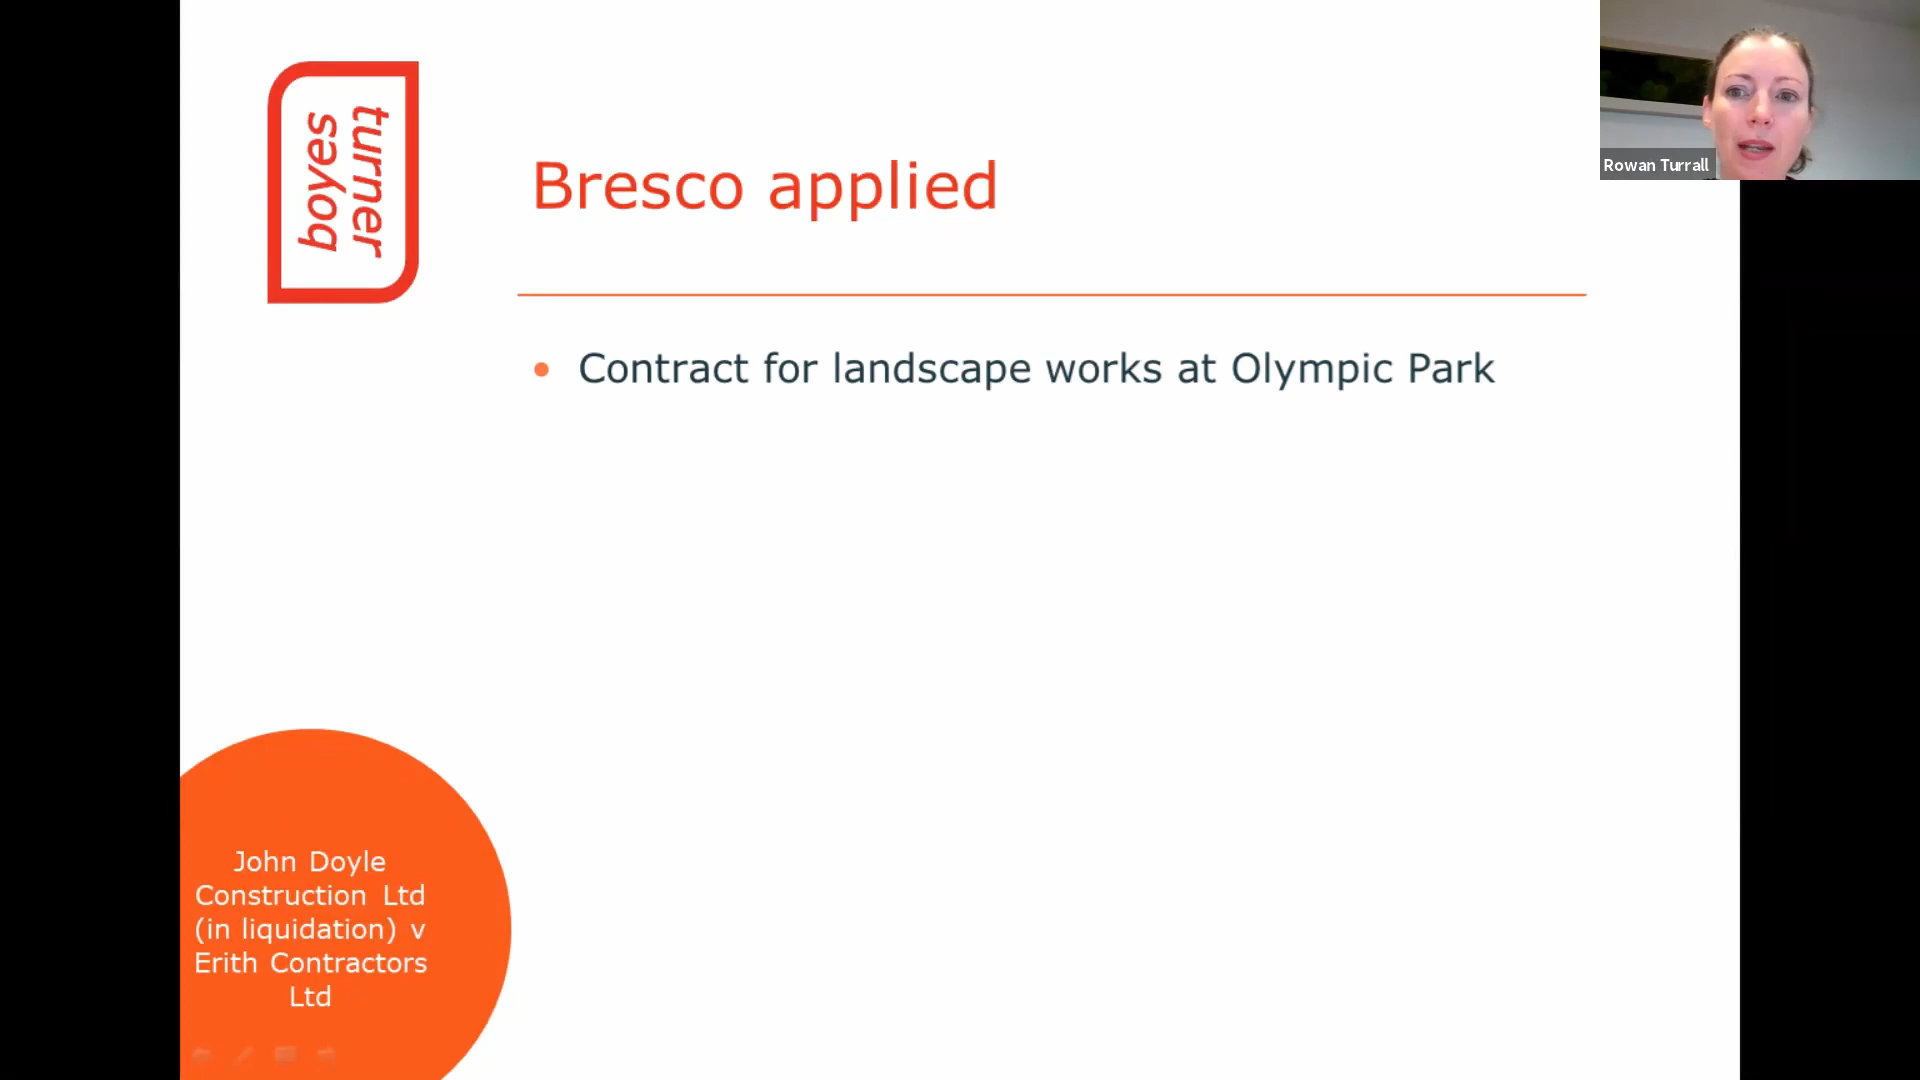 boyes
turner
Bresco applied
Rowan Turrall
• Contract for landscape works at Olympic Park
John Doyle
Construction Ltd
(in liquidation) v
Erith Contractors
Ltd